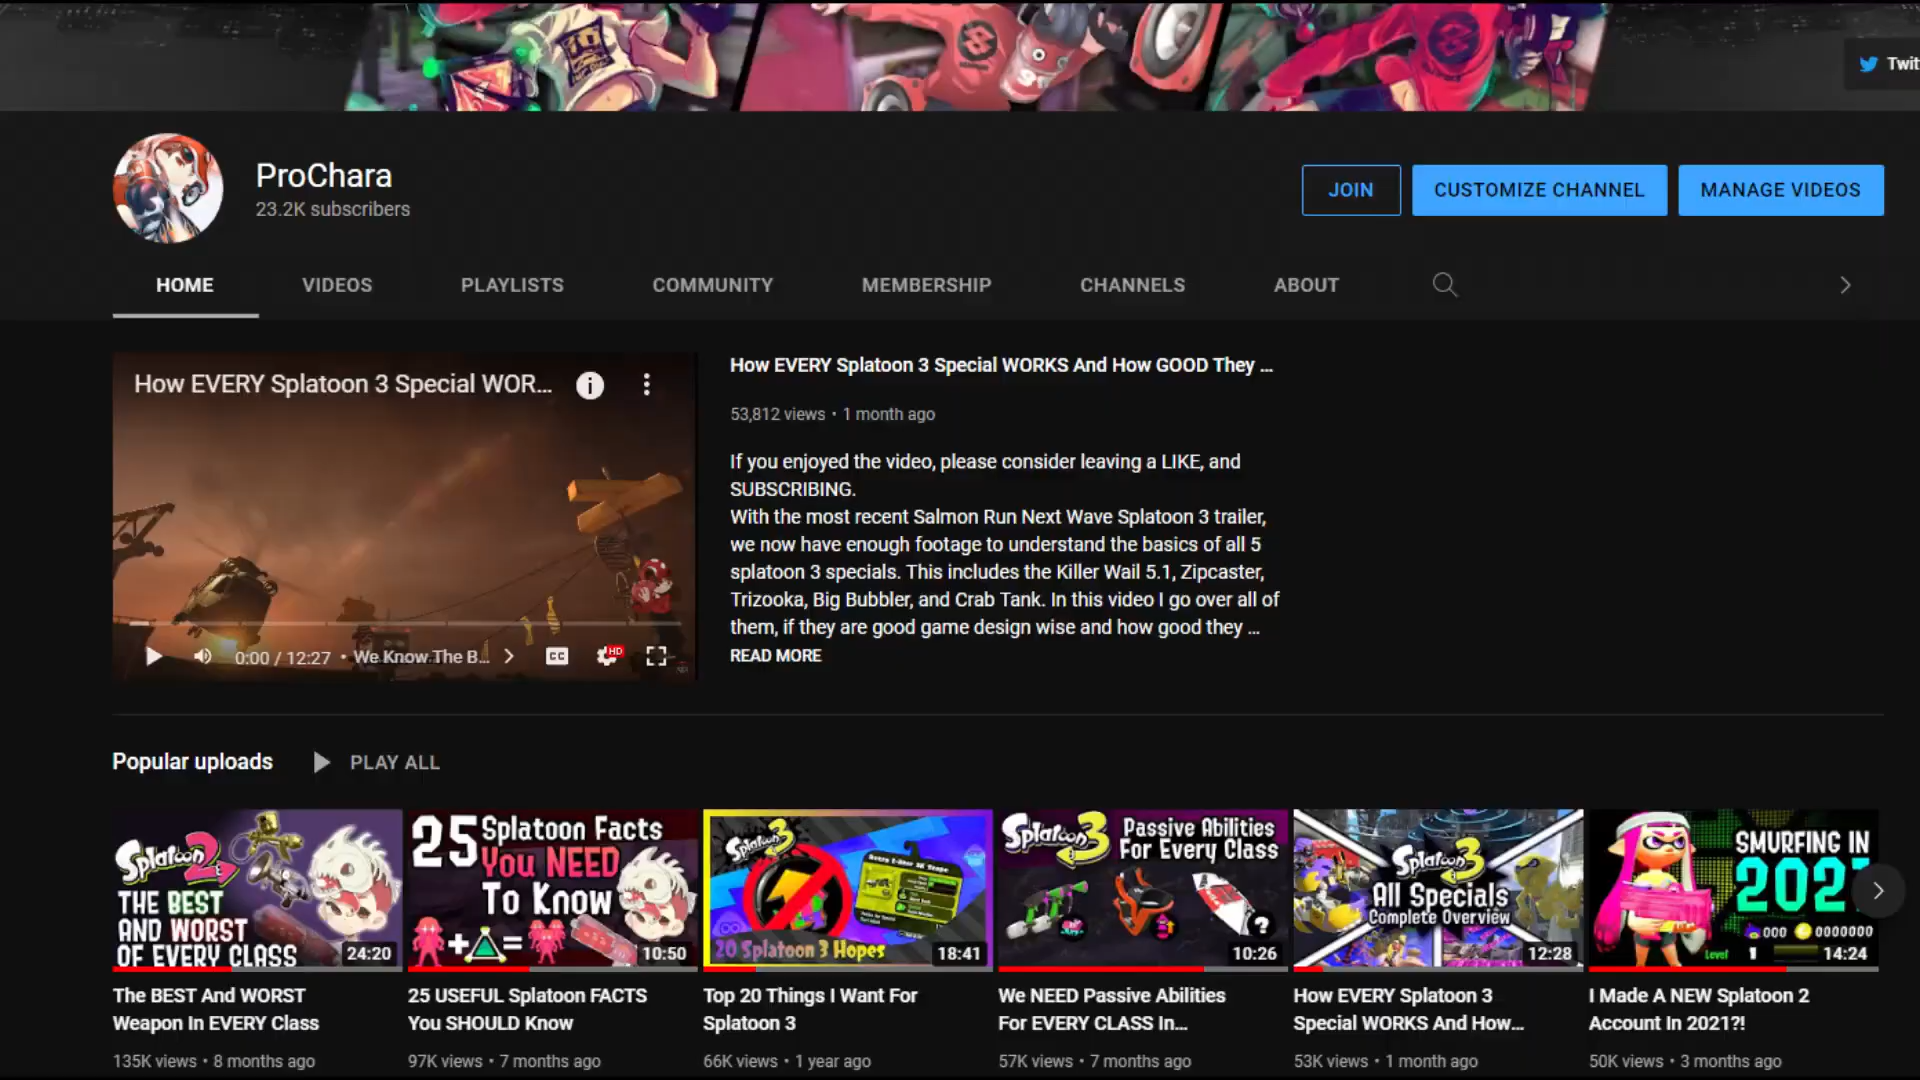 Twit
ProChara
23.2K subscribers
JOIN
CUSTOMIZE CHANNEL
MANAGE VIDEOS
HOME
VIDEOS
PLAYLISTS
COMMUNITY
MEMBERSHIP
CHANNELS
ABOUT
How EVERY Splatoon 3 Special WOR...
0:00 / 12:27 • We Know The B...
CC
HD
How EVERY Splatoon 3 Special WORKS And How GOOD They ...
53,812 views • 1 month ago
If you enjoyed the video, please consider leaving a LIKE, and
SUBSCRIBING.
With the most recent Salmon Run Next Wave Splatoon 3 trailer,
we now have enough footage to understand the basics of all 5
splatoon 3 specials. This includes the Killer Wail 5.1, Zipcaster,
Trizooka, Big Bubbler, and Crab Tank. In this video I go over all of
them, if they are good game design wise and how good they ...
READ MORE
Popular uploads
PLAY ALL
Splatoon 2
THE BEST
AND WORST
OF EVERY CLASS
24:20
The BEST And WORST
Weapon In EVERY Class
135K views • 8 months ago
25 Splatoon Facts
You NEED
To Know
+ =
10:50
25 USEFUL Splatoon FACTS
You SHOULD Know
97K views • 7 months ago
Splatoon 3
20 Splatoon 3 Hopes
18:41
Top 20 Things I Want For
Splatoon 3
66K views • 1 year ago
Splatoon 3
Passive Abilities
For Every Class
?
10:26
We NEED Passive Abilities
For EVERY CLASS In...
57K views • 7 months ago
Splatoon 3
All Specials
Complete Overview
12:28
How EVERY Splatoon 3
Special WORKS And How...
53K views • 1 month ago
SMURFING IN
2021
000 0000000
Level 1
14:24
I Made A NEW Splatoon 2
Account In 2021?!
50K views • 3 months ago